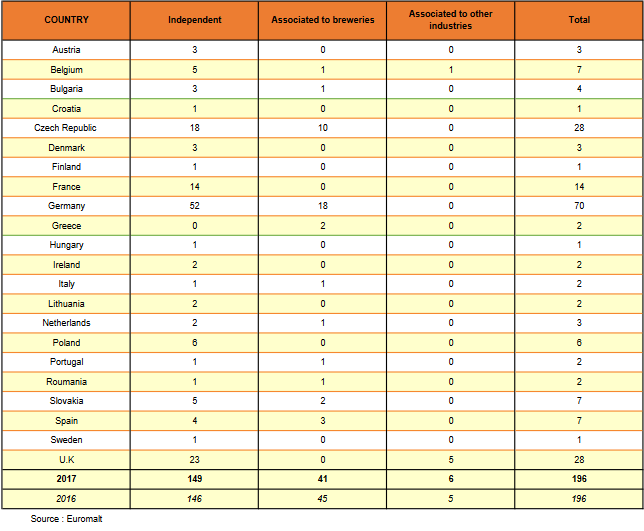 COUNTRY Independent Associated to breweries Associated to other industries Total
Austria 3 0 0 3
Belgium 5 1 1 7
Bulgaria 3 1 0 4
Croatia 1 0 0 1
Czech Republic 18 10 0 28
Denmark 3 0 0 3
Finland 1 0 0 1
France 14 0 0 14
Germany 52 18 0 70
Greece 0 2 0 2
Hungary 1 0 0 1
Ireland 2 0 0 2
Italy 1 1 0 2
Lithuania 2 0 0 2
Netherlands 2 1 0 3
Poland 6 0 0 6
Portugal 1 1 0 2
Roumania 1 1 0 2
Slovakia 5 2 0 7
Spain 4 3 0 7
Sweden 1 0 0 1
U.K 23 0 5 28
2017 149 41 6 196
2016 146 45 5 196
Source : Euromalt